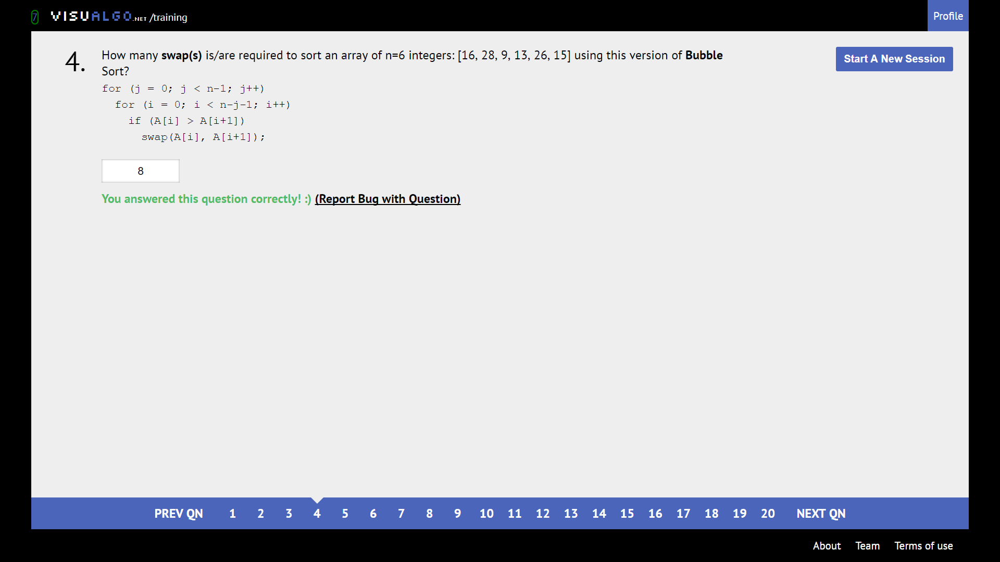 7 VISUALGO.NET /training
Profile
4.
How many swap(s) is/are required to sort an array of n=6 integers: [16, 28, 9, 13, 26, 15] using this version of Bubble
Sort?
for (j = 0; j < n-1; j++)
for (i = 0; i < n-j-1; i++)
if (A[i] > A[i+1])
swap(A[i], A[i+1]);
8
You answered this question correctly! :) (Report Bug with Question)
Start A New Session
PREV QN 1 2 3 4 5 6 7 8 9 10 11 12 13 14 15 16 17 18 19 20 NEXT QN
About Team Terms of use